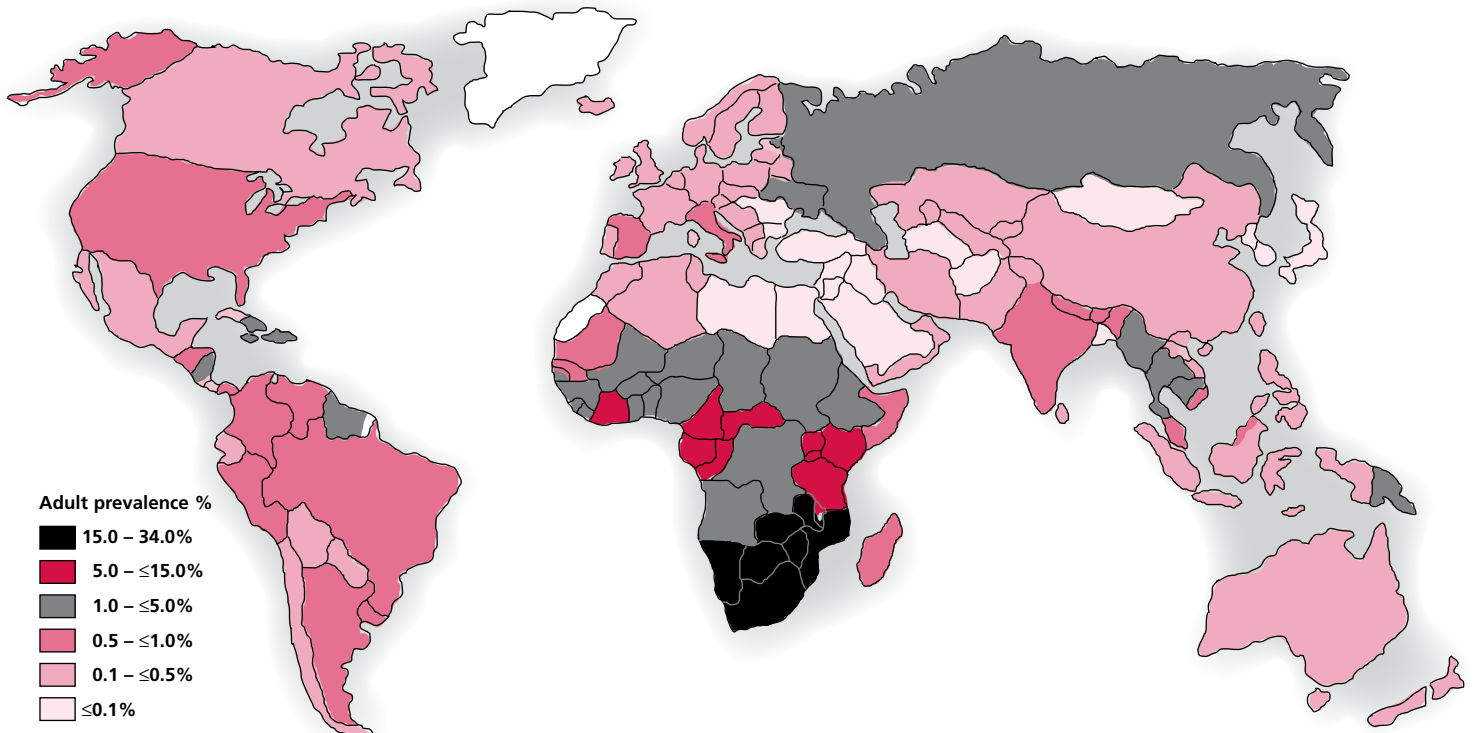 Adult prevalence %
15.0 – 34.0%
5.0 – ≤15.0%
1.0 – ≤5.0%
0.5 – ≤1.0%
0.1 – ≤0.5%
≤0.1%